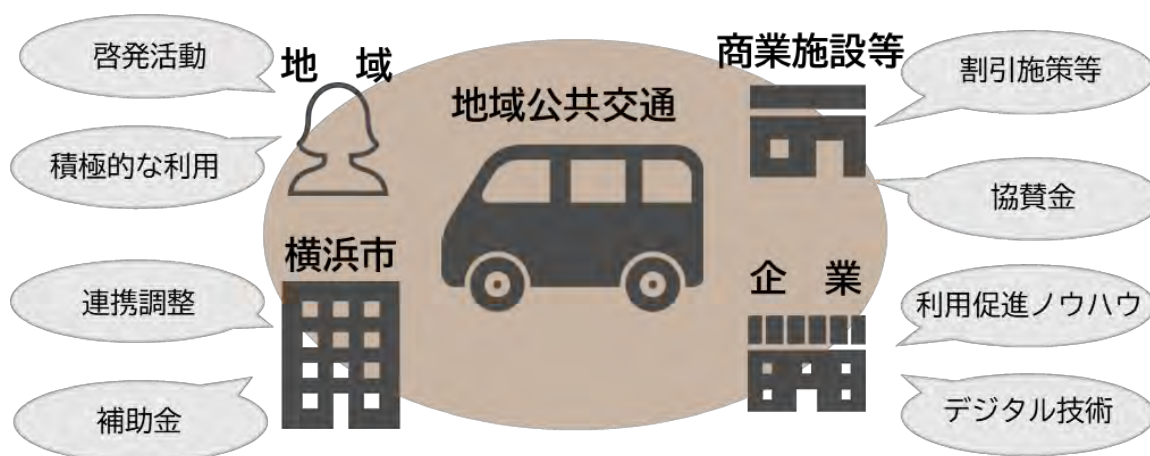 啓発活動
地　域
積極的な利用
地域公共交通
商業施設等
割引施策等
協賛金
横浜市
連携調整
補助金
企　業
利用促進ノウハウ
デジタル技術